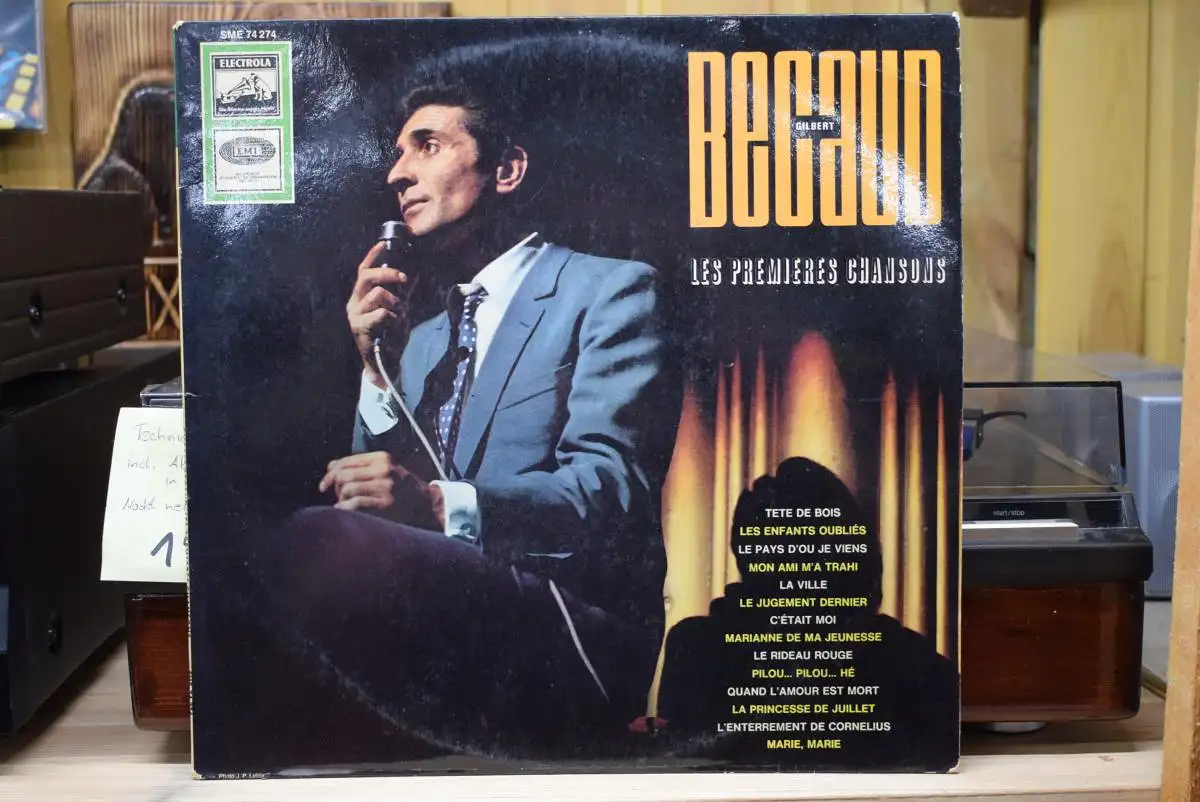 SME 74 274
ELECTROLA
EMI
BECAUD
GILBERT
LES PREMIERES CHANSONS
TETE DE BOIS
LES ENFANTS OUBLIÉS
LE PAYS D'OU JE VIENS
MON AMI M'A TRAHI
LA VILLE
LE JUGEMENT DERNIER
C'ÉTAIT MOI
MARIANNE DE MA JEUNESSE
LE RIDEAU ROUGE
PILOU... PILOU... HÉ
QUAND L'AMOUR EST MORT
LA PRINCESSE DE JUILLET
L'ENTERREMENT DE CORNELIUS
MARIE, MARIE
Photo J. P.
incl.
start/stop